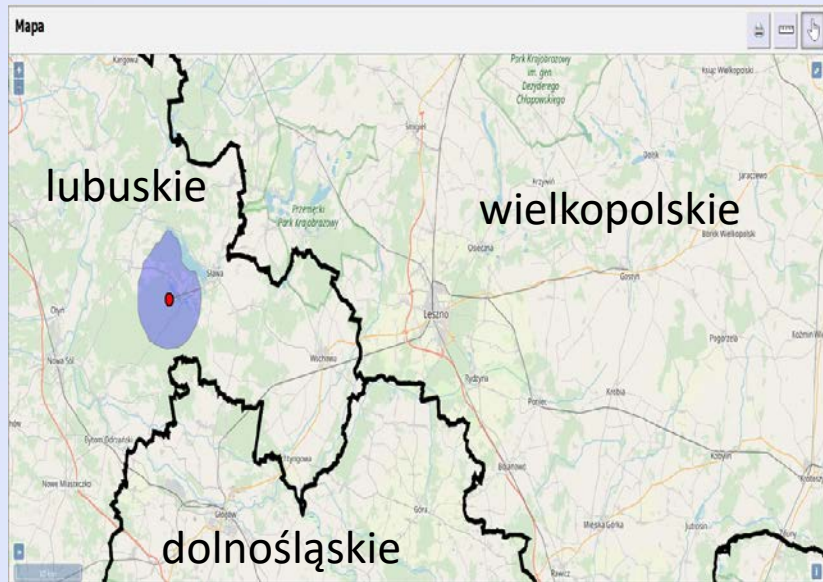 Mapa
Kargowa
Park Krajobrazowy
im. gen
Dezyderego
Chłapowskiego
Książ Wielkopolski
Śmigiel
Dolsk
lubuskie
Krzywiń
Jaraczewo
Przemęcki
Park Krajobrazowy
wielkopolskie
Borek Wielkopolski
Osieczna
Sława
Gostyń
Leszno
Nowa Sól
Wschowa
Pogorzela
Koźmin Wie
Rydzyna
Krobia
Poniec
Bytom Odrzański
Szlichtyngowa
Bojanowo
Kobylin
Nowe Miasteczko
Głogów
Góra
Miejska Górka
Jutrosin
dolnośląskie
Rawicz